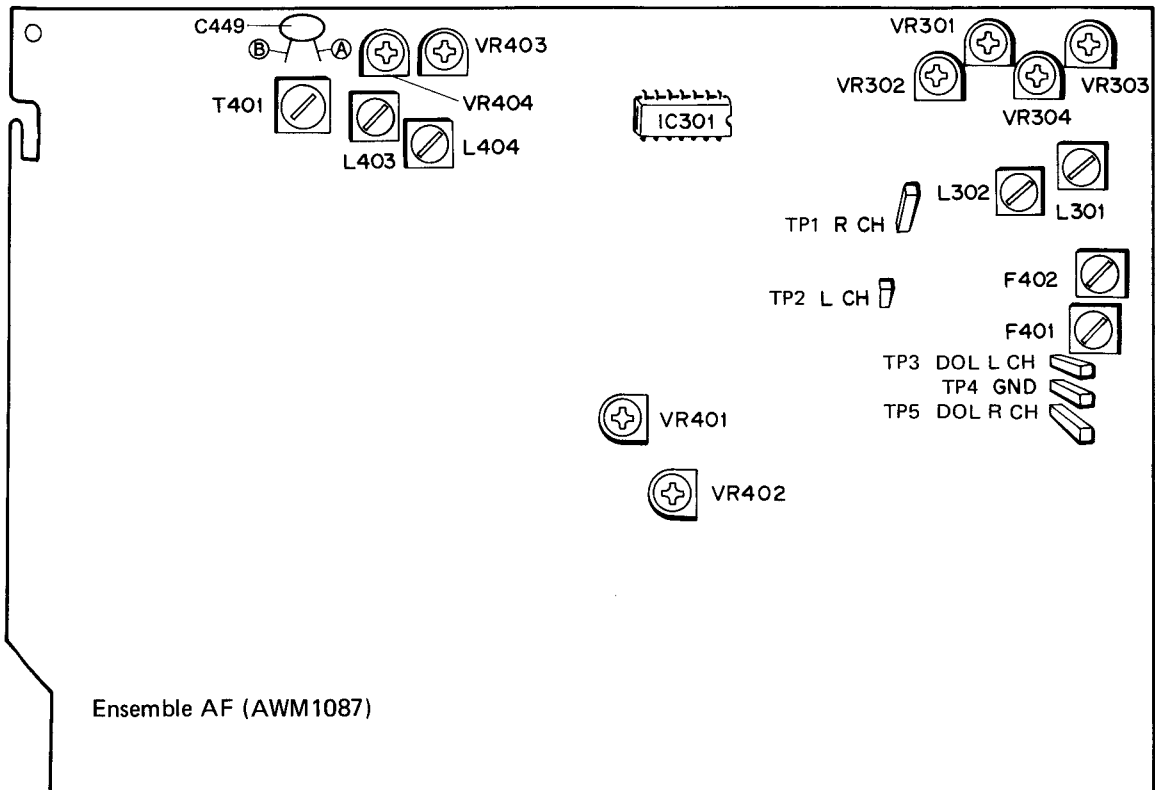 C449
B A
VR403
VR404
T401
L403
L404
IC301
VR301
VR302
VR303
VR304
L302
L301
TP1 R CH
TP2 L CH
F402
F401
TP3 DOL L CH
TP4 GND
TP5 DOL R CH
VR401
VR402
Ensemble AF (AWM1087)